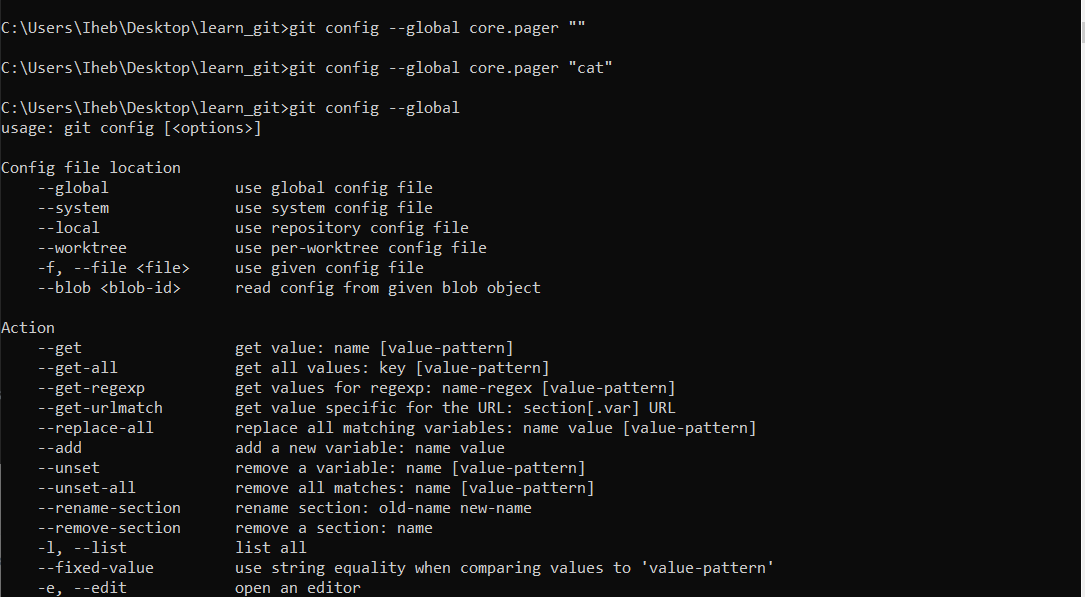 C:\Users\Iheb\Desktop\learn_git>git config --global core.pager ""
C:\Users\Iheb\Desktop\learn_git>git config --global core.pager "cat"
C:\Users\Iheb\Desktop\learn_git>git config --global
usage: git config [<options>]
Config file location
--global use global config file
--system use system config file
--local use repository config file
--worktree use per-worktree config file
-f, --file <file> use given config file
--blob <blob-id> read config from given blob object
Action
--get get value: name [value-pattern]
--get-all get all values: key [value-pattern]
--get-regexp get values for regexp: name-regex [value-pattern]
--get-urlmatch get value specific for the URL: section[.var] URL
--replace-all replace all matching variables: name value [value-pattern]
--add add a new variable: name value
--unset remove a variable: name [value-pattern]
--unset-all remove all matches: name [value-pattern]
--rename-section rename section: old-name new-name
--remove-section remove a section: name
-l, --list list all
--fixed-value use string equality when comparing values to 'value-pattern'
-e, --edit open an editor